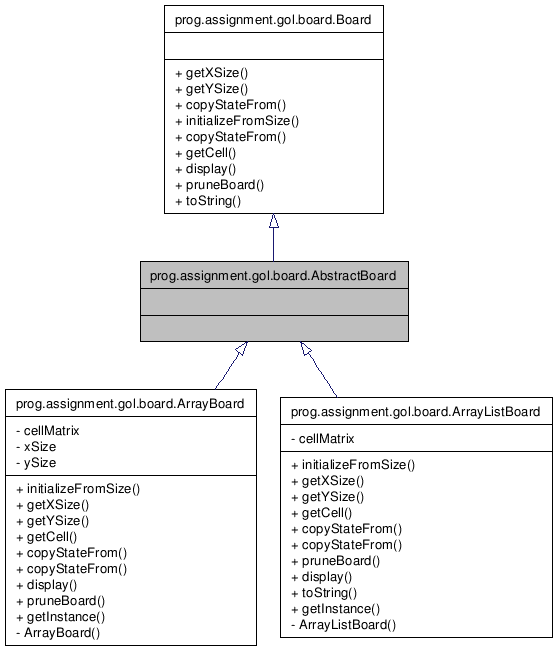 prog.assignment.gol.board.Board
+ getXSize()
+ getYSize()
+ copyStateFrom()
+ initializeFromSize()
+ copyStateFrom()
+ getCell()
+ display()
+ pruneBoard()
+ toString()
prog.assignment.gol.board.AbstractBoard
prog.assignment.gol.board.ArrayBoard
- cellMatrix
- xSize
- ySize
+ initializeFromSize()
+ getXSize()
+ getYSize()
+ getCell()
+ copyStateFrom()
+ copyStateFrom()
+ display()
+ pruneBoard()
+ getInstance()
- ArrayBoard()
prog.assignment.gol.board.ArrayListBoard
- cellMatrix
+ initializeFromSize()
+ getXSize()
+ getYSize()
+ getCell()
+ copyStateFrom()
+ copyStateFrom()
+ pruneBoard()
+ display()
+ toString()
+ getInstance()
- ArrayListBoard()